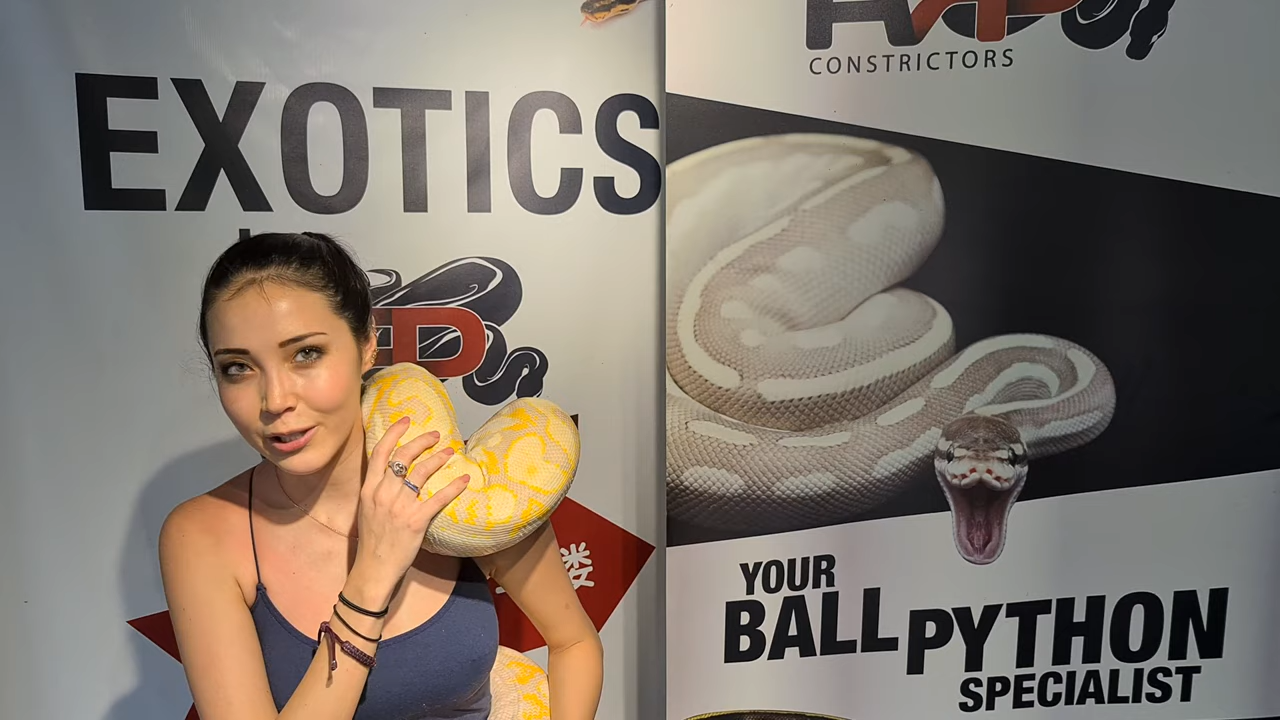 EXOTICS
CONSTRICTORS
YOUR
BALL PYTHON
SPECIALIST